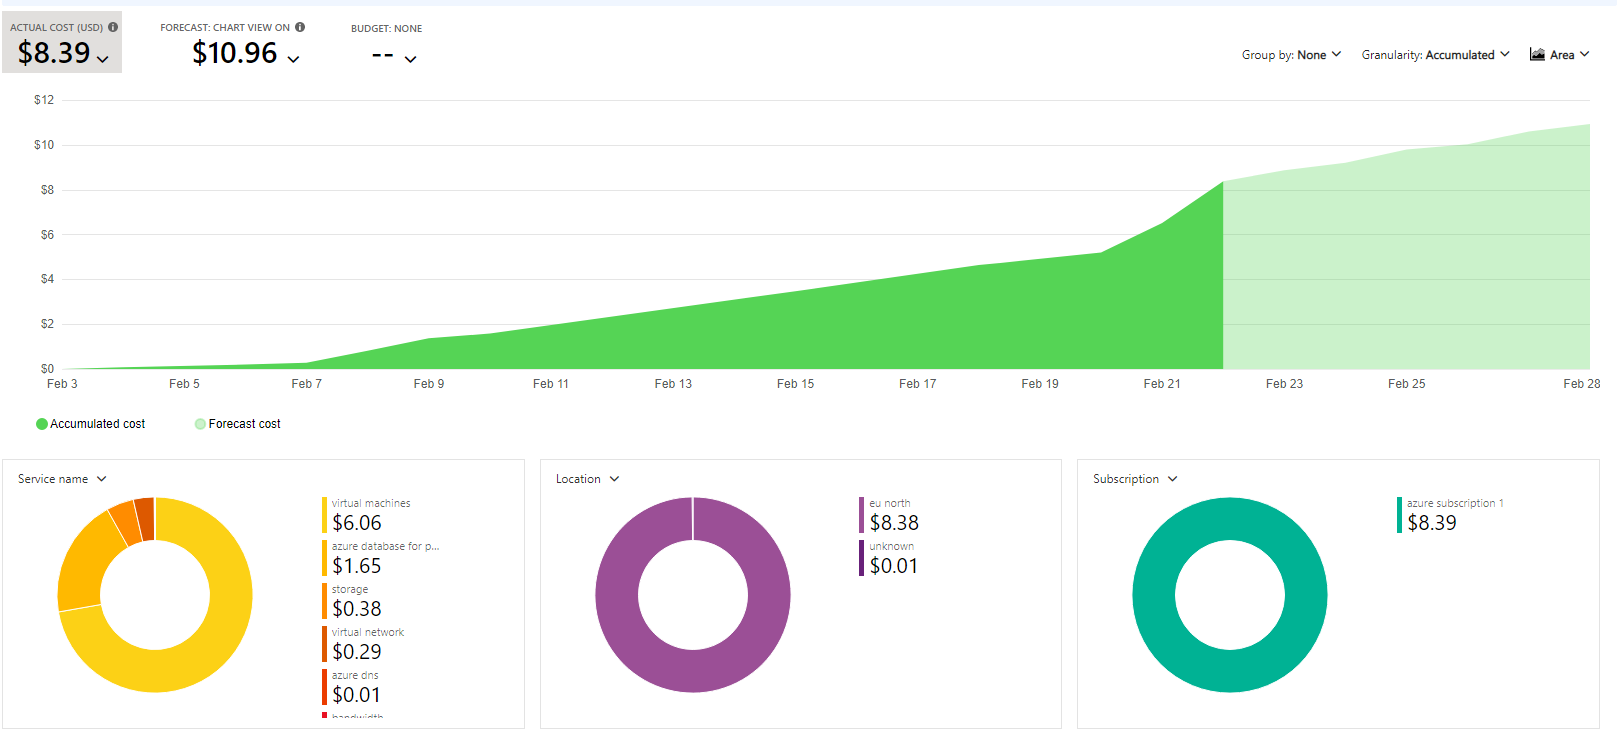 ACTUAL COST (USD)
$8.39
FORECAST: CHART VIEW ON
$10.96
BUDGET: NONE
--
Group by: None
Granularity: Accumulated
Area
$12
$10
$8
$6
$4
$2
$0
Feb 3 Feb 5 Feb 7 Feb 9 Feb 11 Feb 13 Feb 15 Feb 17 Feb 19 Feb 21 Feb 23 Feb 25 Feb 28
Accumulated cost Forecast cost
Service name
virtual machines
$6.06
azure database for p...
$1.65
storage
$0.38
virtual network
$0.29
azure dns
$0.01
bandwidth
Location
eu north
$8.38
unknown
$0.01
Subscription
azure subscription 1
$8.39